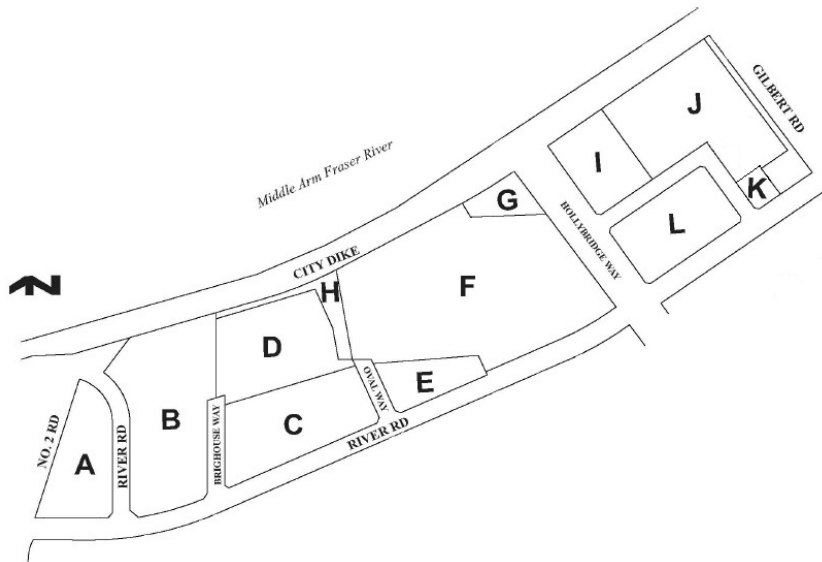 GILBERT RD
J
I
K
Middle Arm Fraser River
G
L
HOLLYBRIDGE WAY
CITY DIKE
N
H
F
D
E
OVAL WAY
B
C
BRIGHOUSE WAY
RIVER RD
NO. 2 RD
A
RIVER RD